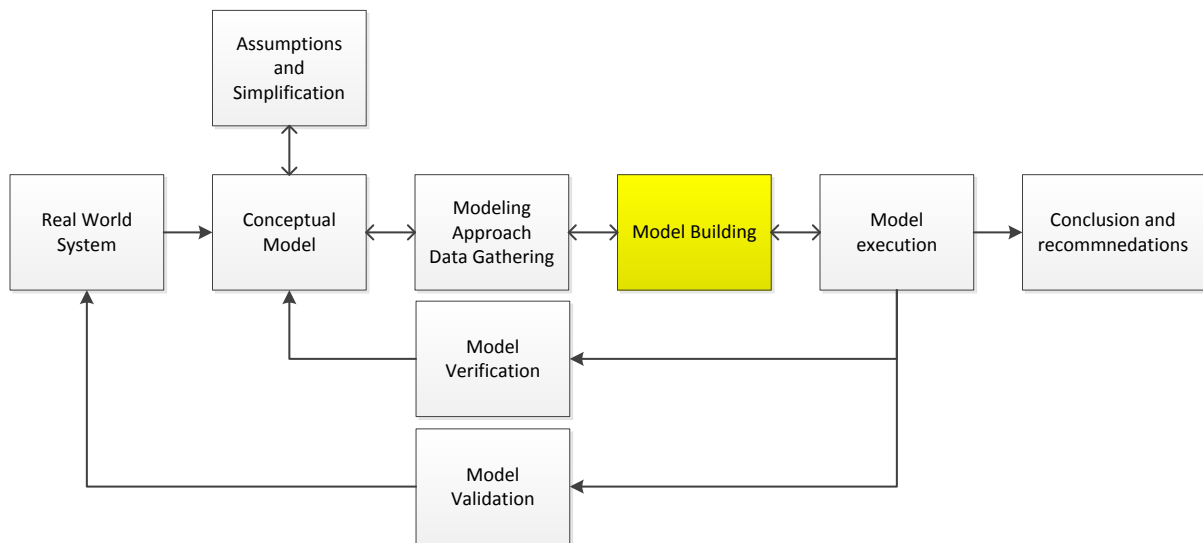 Assumptions
and
Simplification
Real World
System
Conceptual
Model
Modeling
Approach
Data Gathering
Model Building
Model
execution
Conclusion and
recommnedations
Model
Verification
Model
Validation